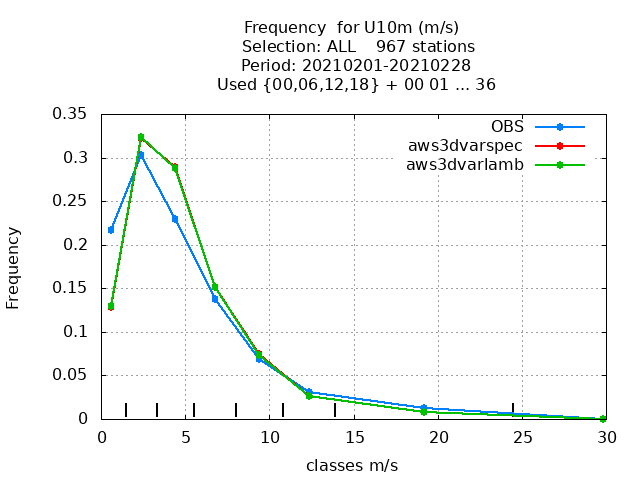 Frequency  for U10m (m/s)
Selection: ALL    967 stations
Period: 20210201-20210228
Used {00,06,12,18} + 00 01 ... 36
OBS
aws3dvarspec
aws3dvarlamb
Frequency
0.35
0.3
0.25
0.2
0.15
0.1
0.05
0
0 5 10 15 20 25 30
classes m/s